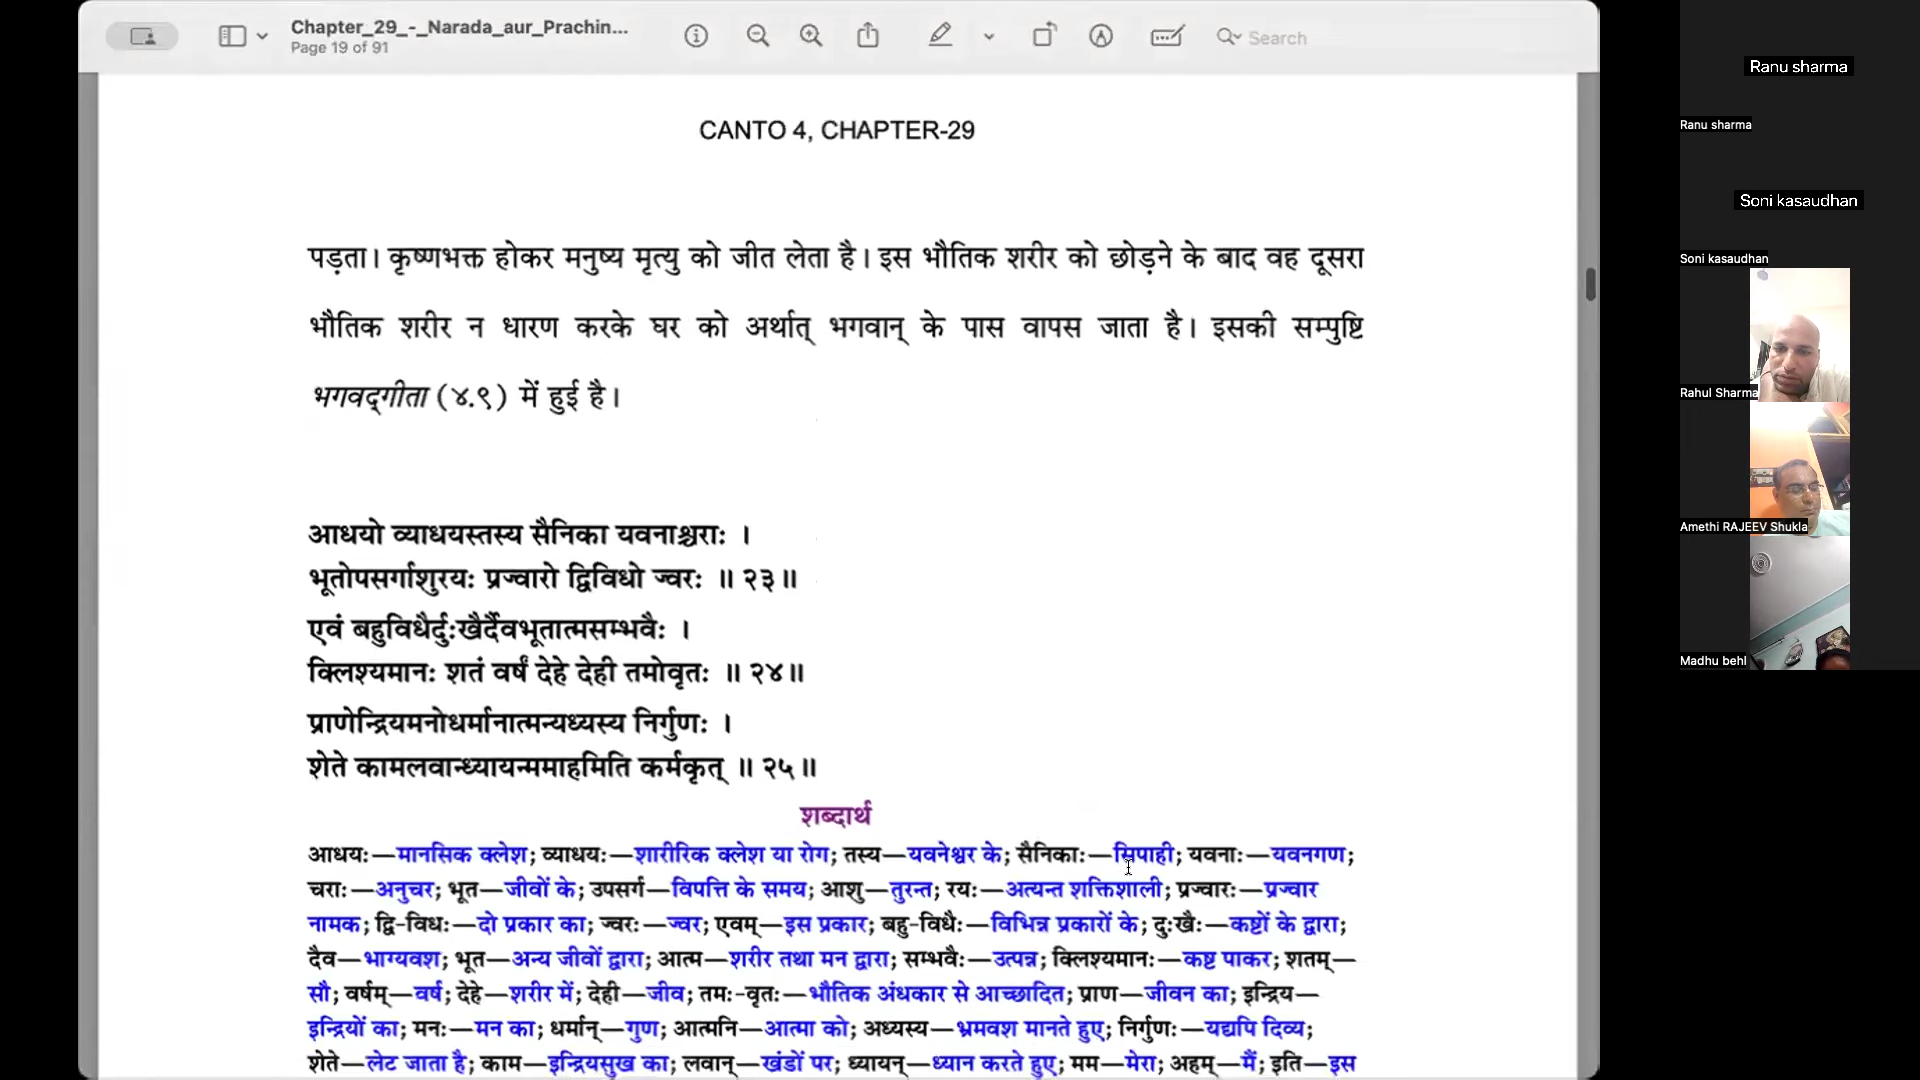 Chapter_29_-_Narada_aur_Prachin...
Page 19 of 91
Search
CANTO 4, CHAPTER-29
पड़ता। कृष्णभक्त होकर मनुष्य मृत्यु को जीत लेता है। इस भौतिक शरीर को छोड़ने के बाद वह दूसरा
भौतिक शरीर न धारण करके घर को अर्थात् भगवान् के पास वापस जाता है। इसकी सम्पुष्टि
भगवद्गीता (४.९) में हुई है।
आधयो व्याधयस्तस्य सैनिका यवनाश्चराः ।
भूतोपसर्गाशुरयः प्रज्वारो द्विविधो ज्वरः ॥ २३॥
एवं बहुविधैर्दुःखैर्दैवभूतात्मसम्भवैः ।
क्लिश्यमानः शतं वर्षं देहे देही तमोवृतः ॥ २४॥
प्राणेन्द्रियमनोधर्मानात्मन्यध्यस्य निर्गुणः ।
शेते कामलवान्ध्यायन्ममाहमिति कर्मकृत् ॥ २५॥
शब्दार्थ
आधयः—मानसिक क्लेश; व्याधयः—शारीरिक क्लेश या रोग; तस्य—यवनेश्वर के; सैनिकाः—सिपाही; यवनाः—यवनगण;
चराः—अनुचर; भूत—जीवों के; उपसर्ग—विपत्ति के समय; आशु—तुरन्त; रयः—अत्यन्त शक्तिशाली; प्रज्वारः—प्रज्वार
नामक; द्वि-विधः—दो प्रकार का; ज्वरः—ज्वर; एवम्—इस प्रकार; बहु-विधैः—विभिन्न प्रकारों के; दुःखैः—कष्टों के द्वारा;
दैव—भाग्यवश; भूत—अन्य जीवों द्वारा; आत्म—शरीर तथा मन द्वारा; सम्भवैः—उत्पन्न; क्लिश्यमानः—कष्ट पाकर; शतम्—
सौ; वर्षम्—वर्ष; देहे—शरीर में; देही—जीव; तमः-वृतः—भौतिक अंधकार से आच्छादित; प्राण—जीवन का; इन्द्रिय—
इन्द्रियों का; मनः—मन का; धर्मान्—गुण; आत्मनि—आत्मा को; अध्यस्य—भ्रमवश मानते हुए; निर्गुणः—यद्यपि दिव्य;
शेते—लेट जाता है; काम—इन्द्रियसुख का; लवान्—खंडों पर; ध्यायन्—ध्यान करते हुए; मम—मेरा; अहम्—मैं; इति—इस
Ranu sharma
Ranu sharma
Soni kasaudhan
Soni kasaudhan
Rahul Sharma
Amethi RAJEEV Shukla
Madhu behl